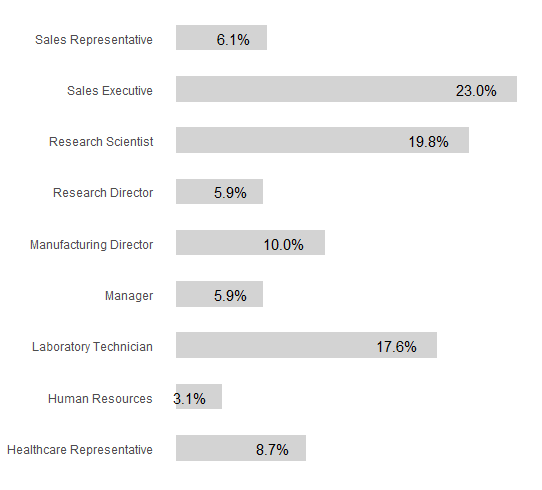 Sales Representative 6.1%
Sales Executive 23.0%
Research Scientist 19.8%
Research Director 5.9%
Manufacturing Director 10.0%
Manager 5.9%
Laboratory Technician 17.6%
Human Resources 3.1%
Healthcare Representative 8.7%